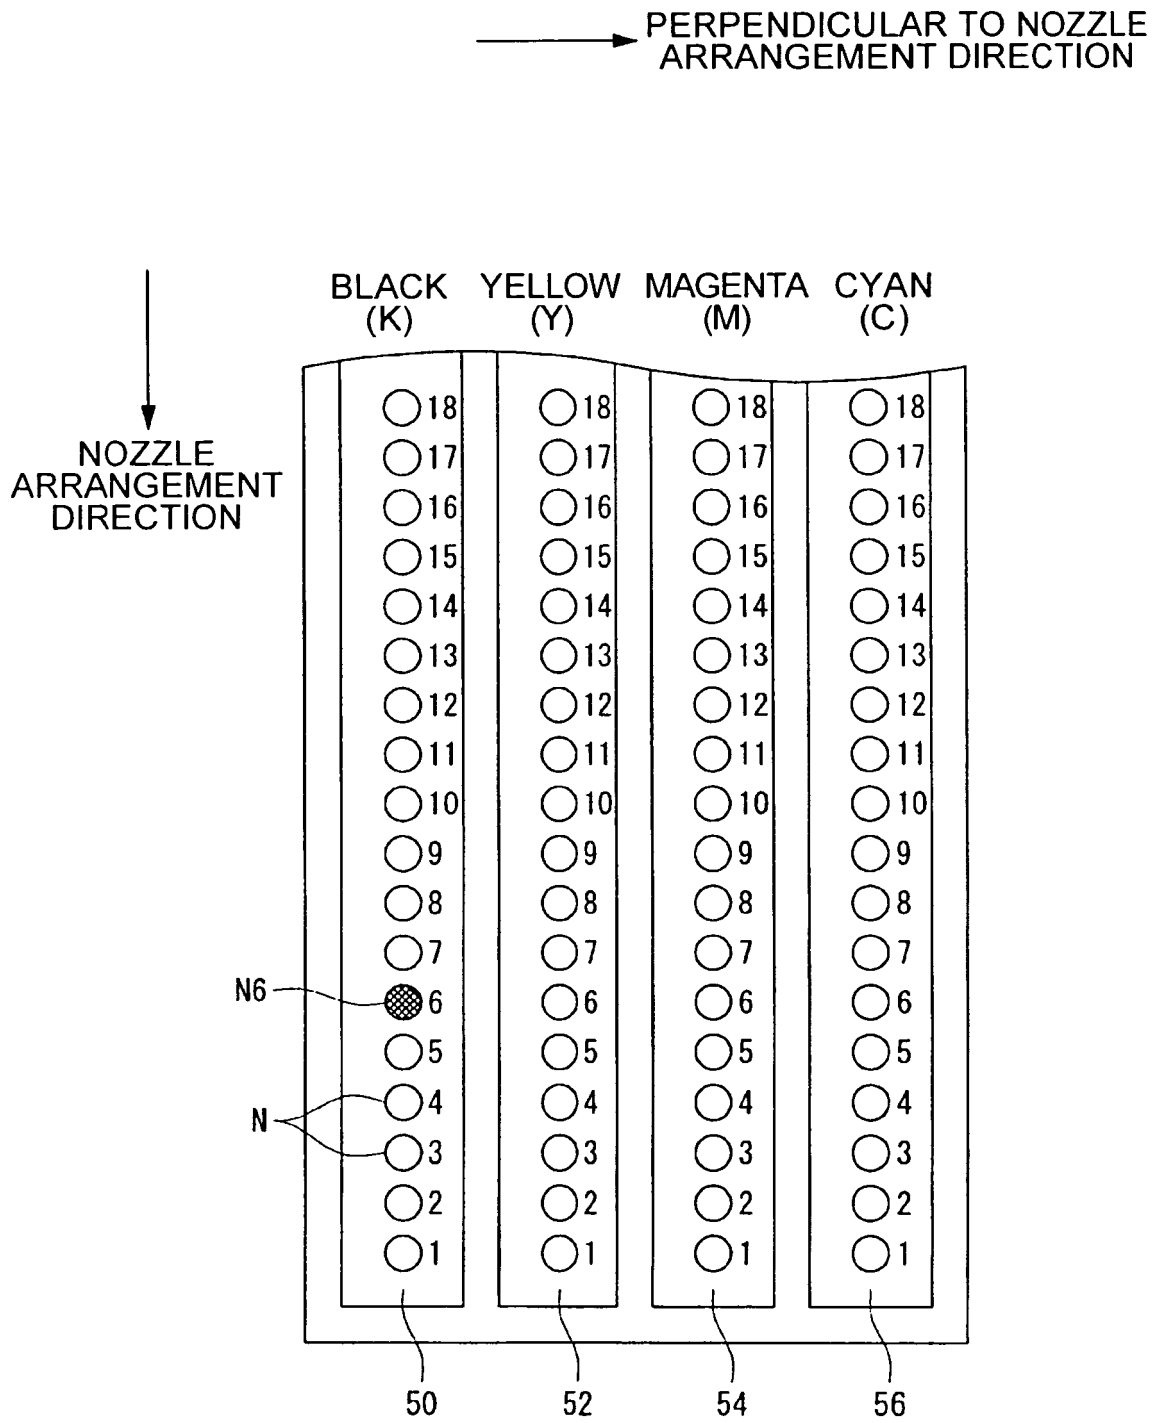 PERPENDICULAR TO NOZZLE
ARRANGEMENT DIRECTION
NOZZLE
ARRANGEMENT
DIRECTION
BLACK YELLOW MAGENTA CYAN
(K) (Y) (M) (C)
18 18 18 18
17 17 17 17
16 16 16 16
15 15 15 15
14 14 14 14
13 13 13 13
12 12 12 12
11 11 11 11
10 10 10 10
9 9 9 9
8 8 8 8
7 7 7 7
N6 6 6 6 6
5 5 5 5
N 4 4 4 4
3 3 3 3
2 2 2 2
1 1 1 1
50 52 54 56